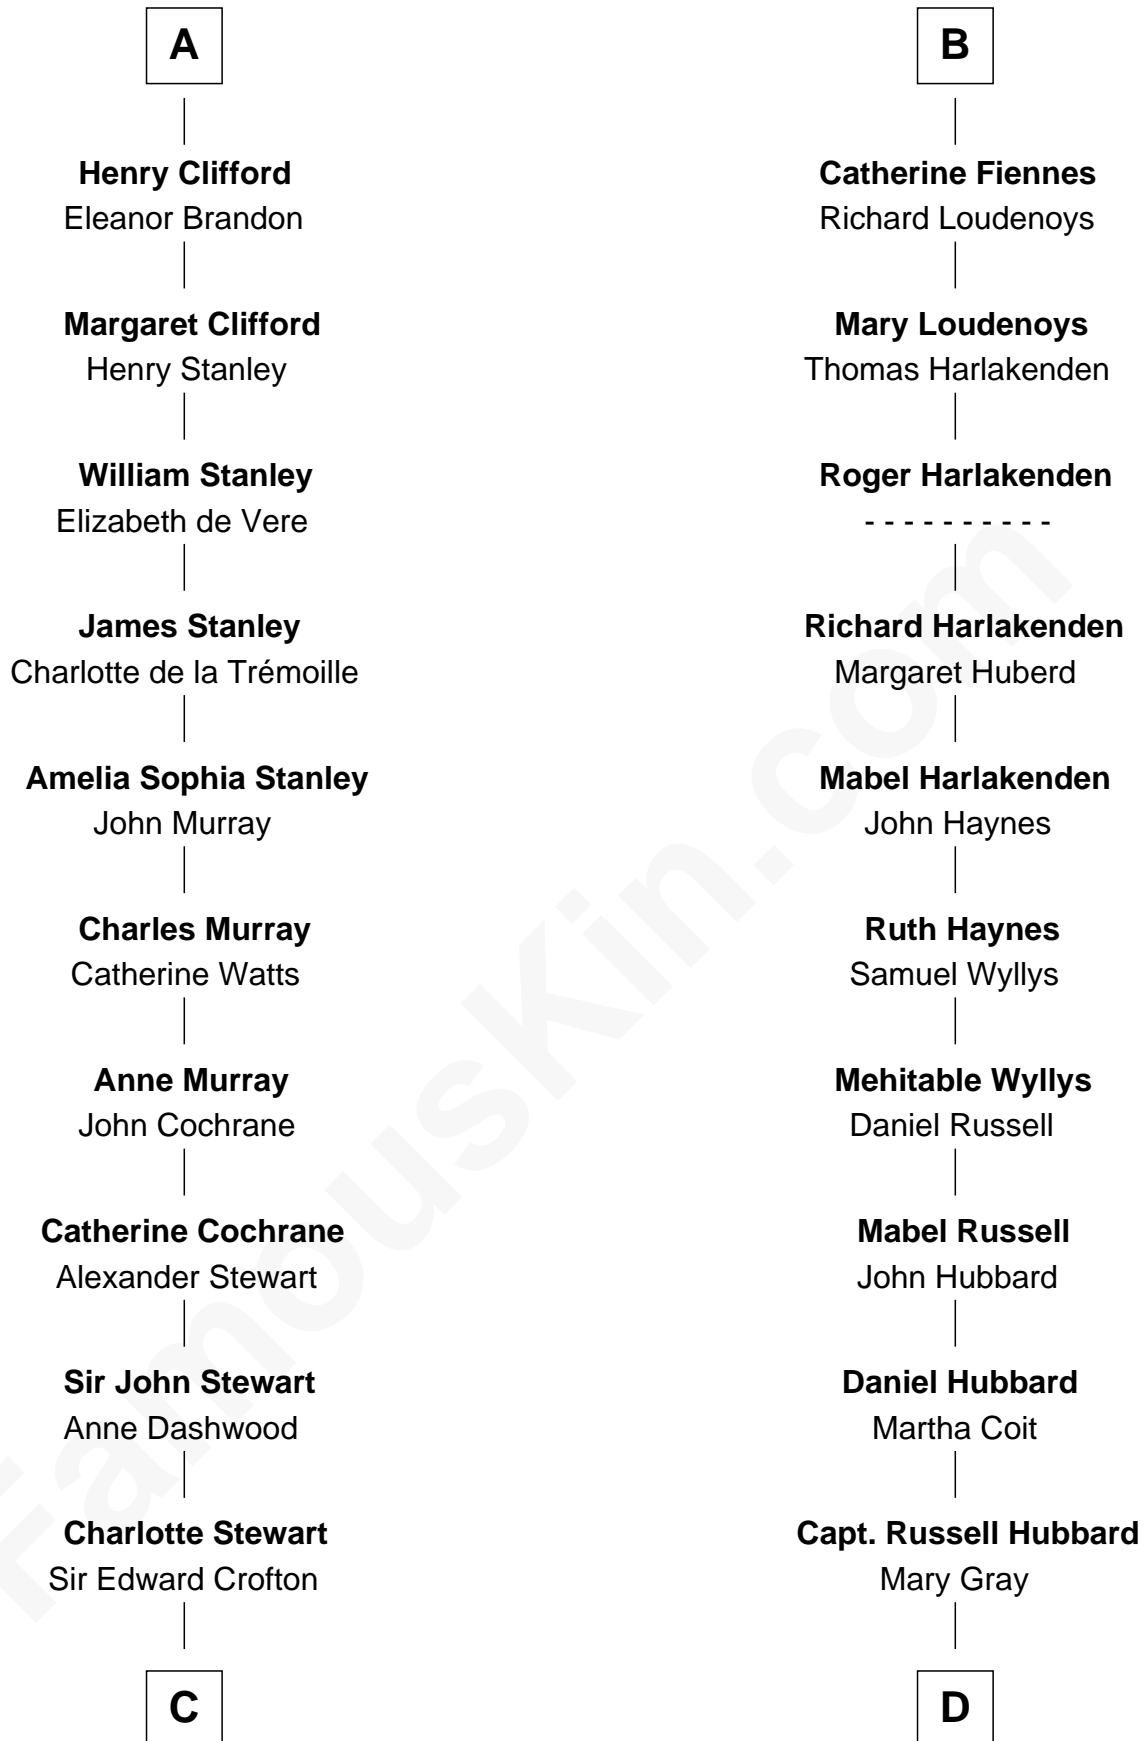 A
Henry Clifford
Eleanor Brandon
Margaret Clifford
Henry Stanley
William Stanley
Elizabeth de Vere
James Stanley
Charlotte de la Trémoille
Amelia Sophia Stanley
John Murray
Charles Murray
Catherine Watts
Anne Murray
John Cochrane
Catherine Cochrane
Alexander Stewart
Sir John Stewart
Anne Dashwood
Charlotte Stewart
Sir Edward Crofton
C
B
Catherine Fiennes
Richard Loudenoys
Mary Loudenoys
Thomas Harlakenden
Roger Harlakenden
- - - - - - - - - -
Richard Harlakenden
Margaret Huberd
Mabel Harlakenden
John Haynes
Ruth Haynes
Samuel Wyllys
Mehitable Wyllys
Daniel Russell
Mabel Russell
John Hubbard
Daniel Hubbard
Martha Coit
Capt. Russell Hubbard
Mary Gray
D
FamousKin.com